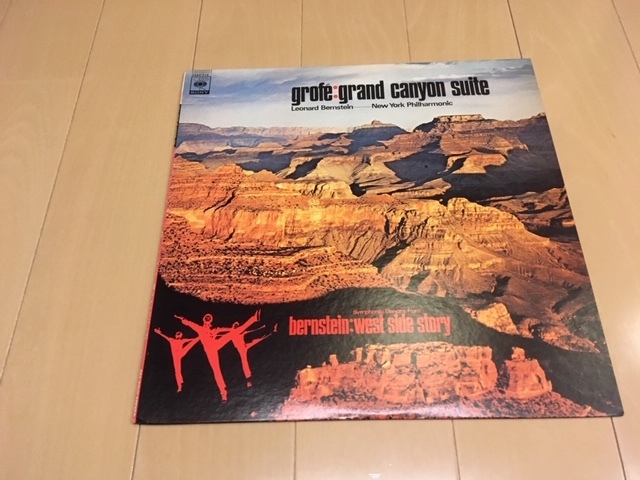 grofe:grand canyon suite
Leonard Bernstein New York Philharmonic
Symphonic Dances from
bernstein:west side story